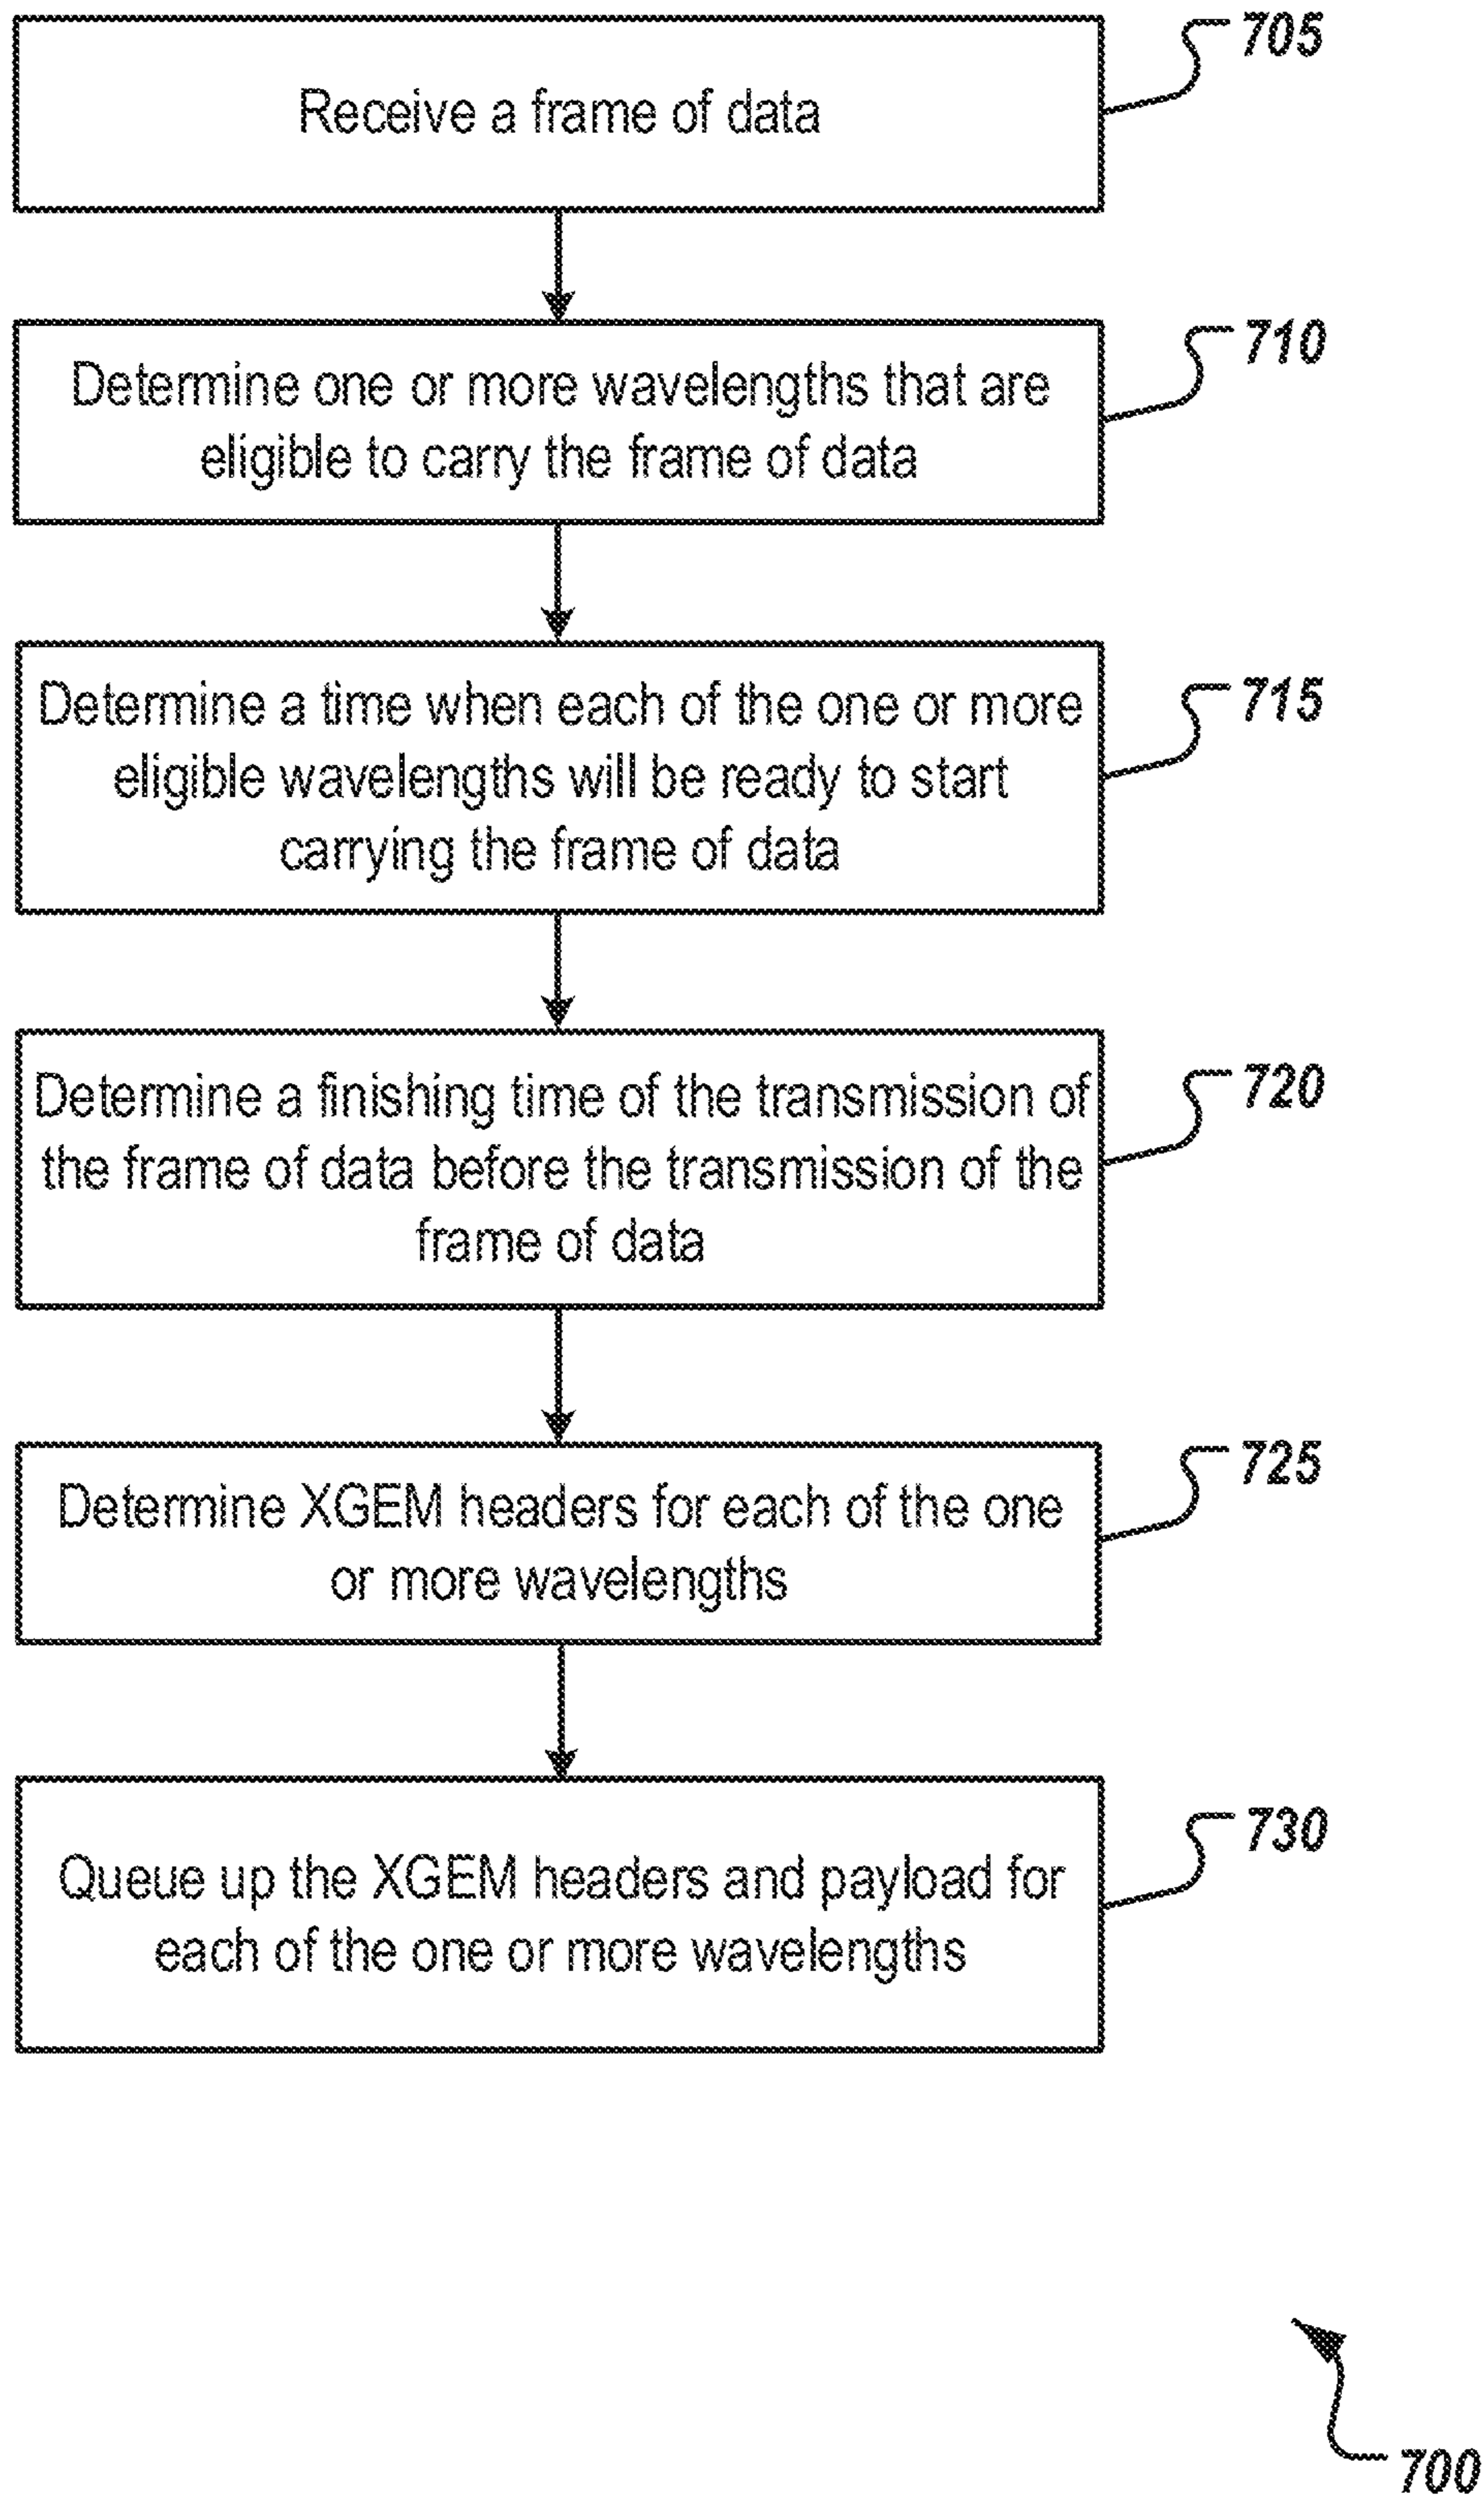 705
Receive a frame of data
710
Determine one or more wavelengths that are
eligible to carry the frame of data
715
Determine a time when each of the one or more
eligible wavelengths will be ready to start
carrying the frame of data
720
Determine a finishing time of the transmission of
the frame of data before the transmission of the
frame of data
725
Determine XGEM headers for each of the one
or more wavelengths
730
Queue up the XGEM headers and payload for
each of the one or more wavelengths
700